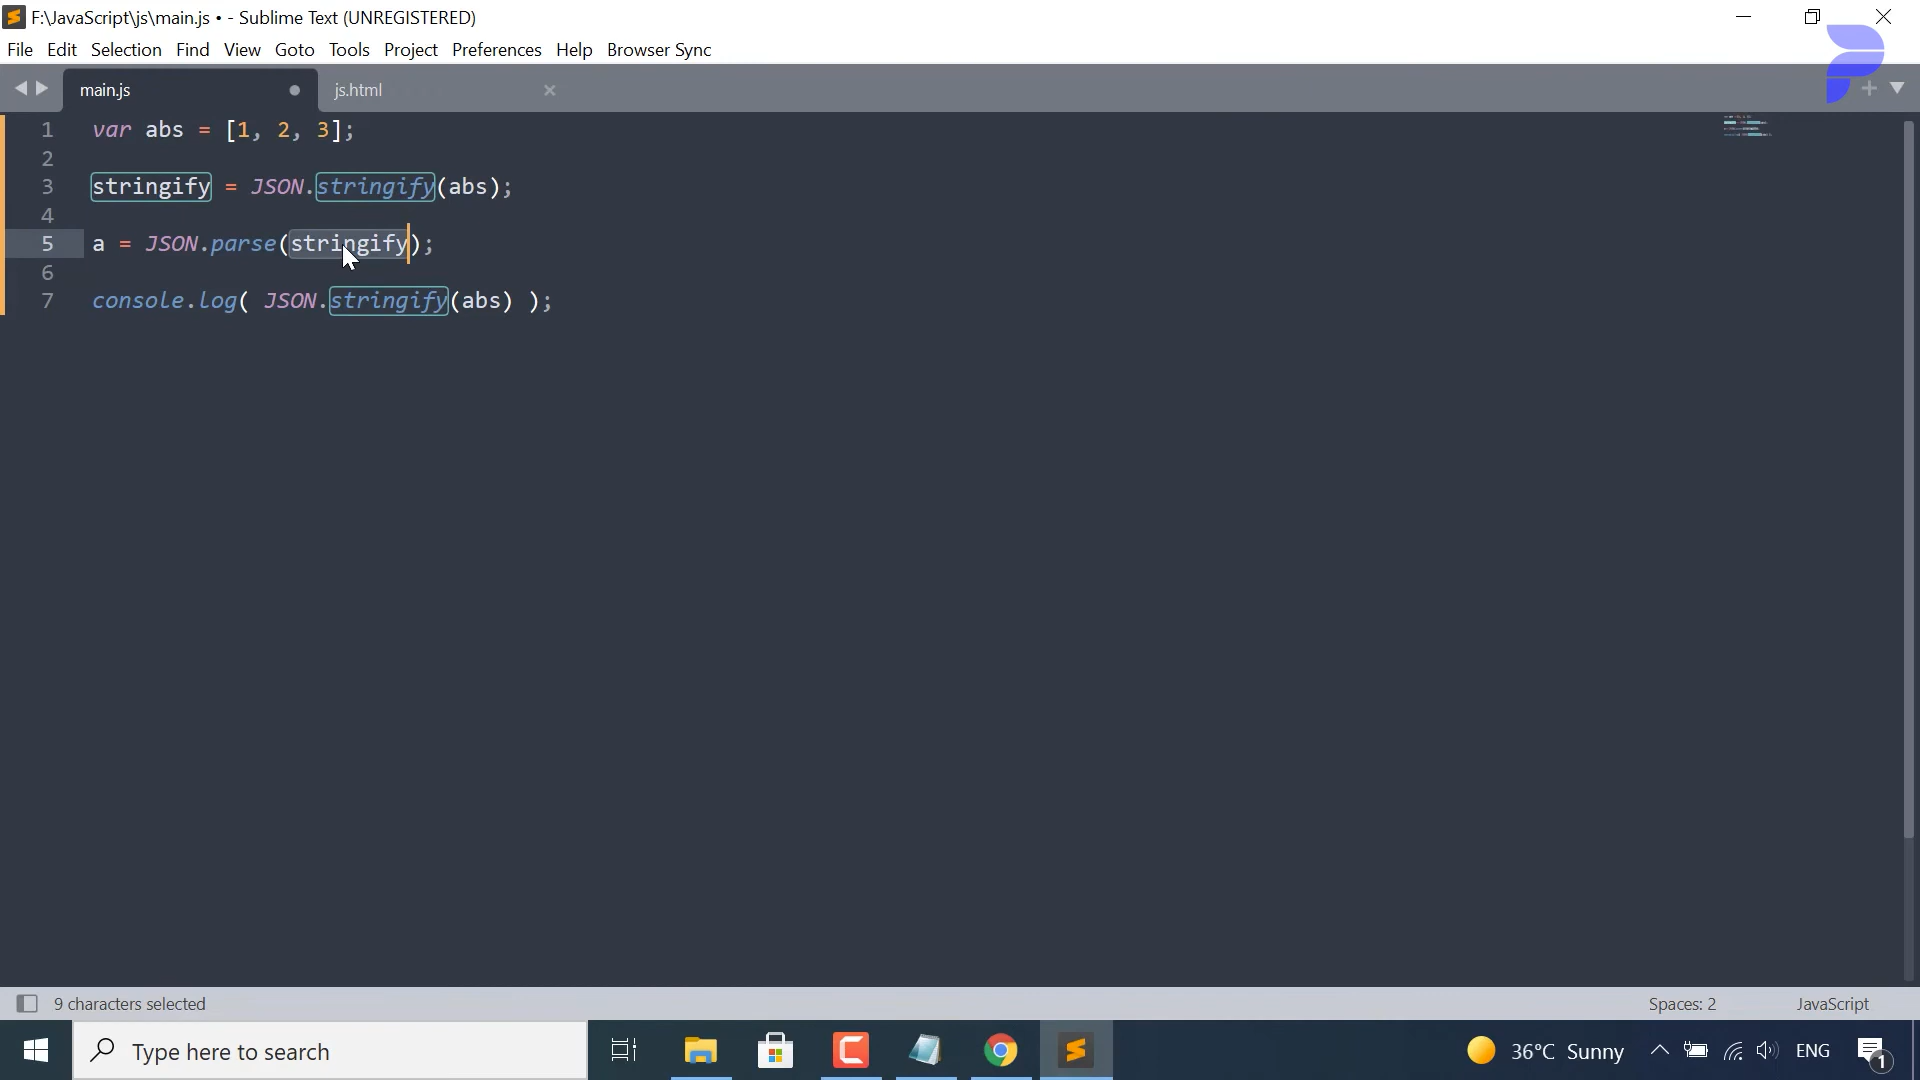 F:\JavaScript\js\main.js • - Sublime Text (UNREGISTERED)
File Edit Selection Find View Goto Tools Project Preferences Help Browser Sync
main.js js.html
1 var abs = [1, 2, 3];
2
3 stringify = JSON.stringify(abs);
4
5 a = JSON.parse(stringify);
6
7 console.log( JSON.stringify(abs) );
9 characters selected Spaces: 2 JavaScript
Type here to search 36°C Sunny ENG 1